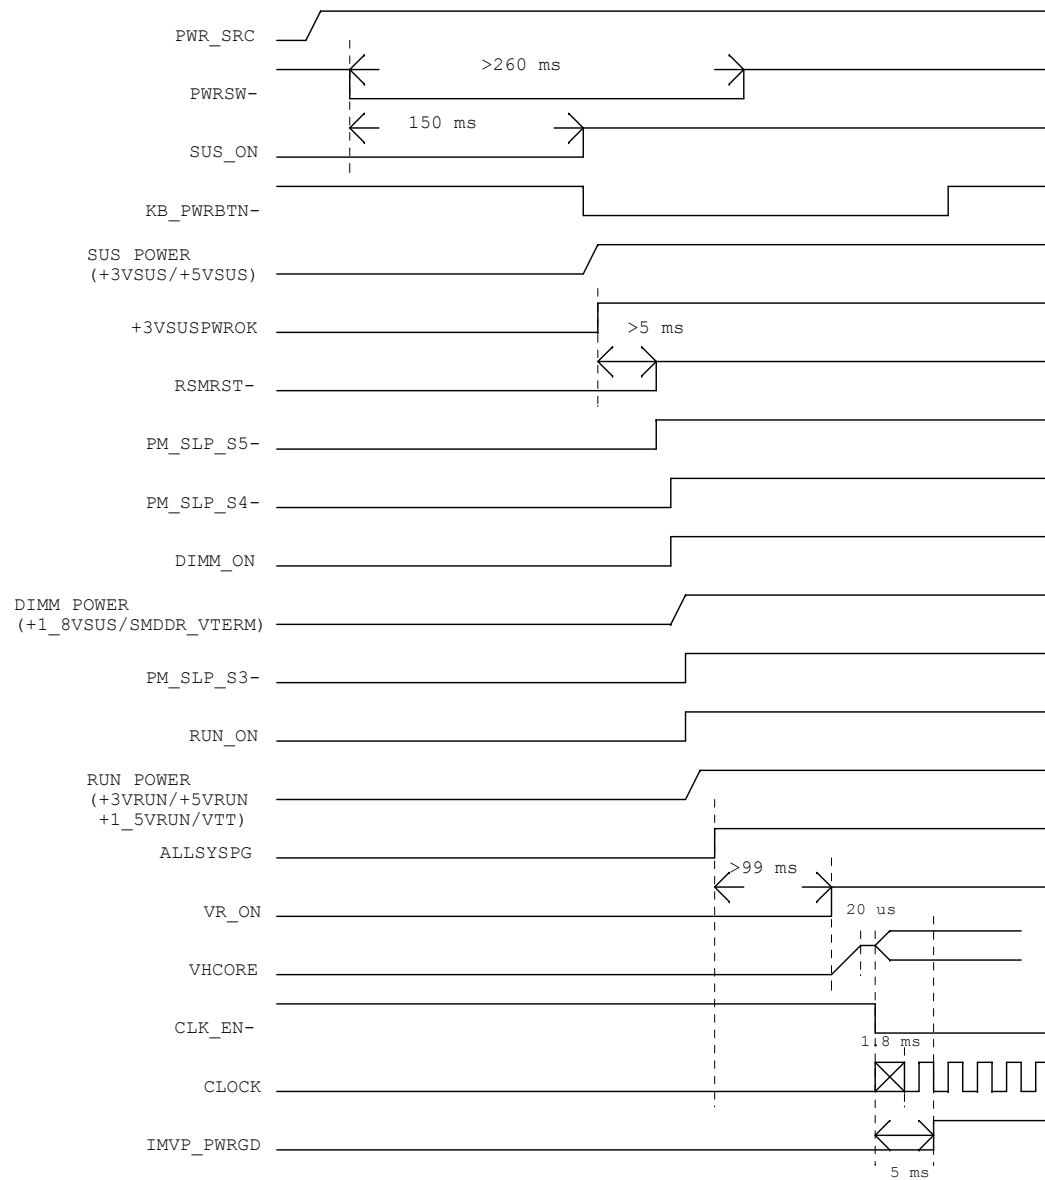 PWR_SRC
>260 ms
PWRSW-
150 ms
SUS_ON
KB_PWRBTN-
SUS POWER
(+3VSUS/+5VSUS)
+3VSUSPWROK
>5 ms
RSMRST-
PM_SLP_S5-
PM_SLP_S4-
DIMM_ON
DIMM POWER
(+1_8VSUS/SMDDR_VTERM)
PM_SLP_S3-
RUN_ON
RUN POWER
(+3VRUN/+5VRUN
+1_5VRUN/VTT)
ALLSYSPG
>99 ms
VR_ON
20 us
VHCORE
CLK_EN-
1.8 ms
CLOCK
IMVP_PWRGD
5 ms